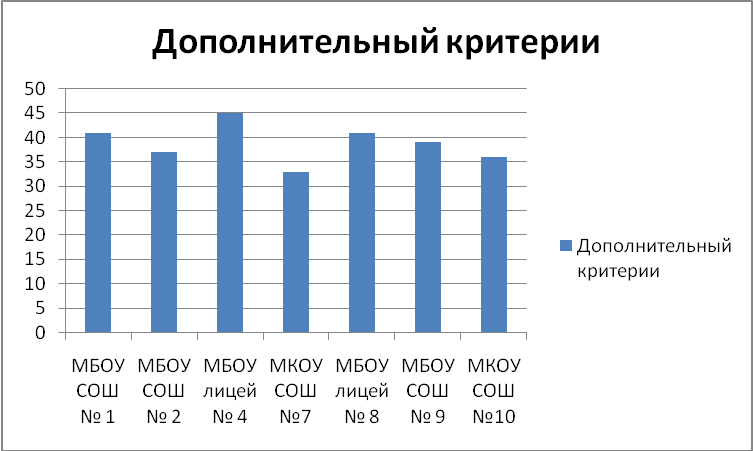 Дополнительный критерии
50
45
40
35
30
25
20
15
10
5
0
МБОУ СОШ № 1
МБОУ СОШ № 2
МБОУ лицей № 4
МКОУ СОШ №7
МБОУ лицей № 8
МБОУ СОШ № 9
МКОУ СОШ №10
Дополнительный
критерии